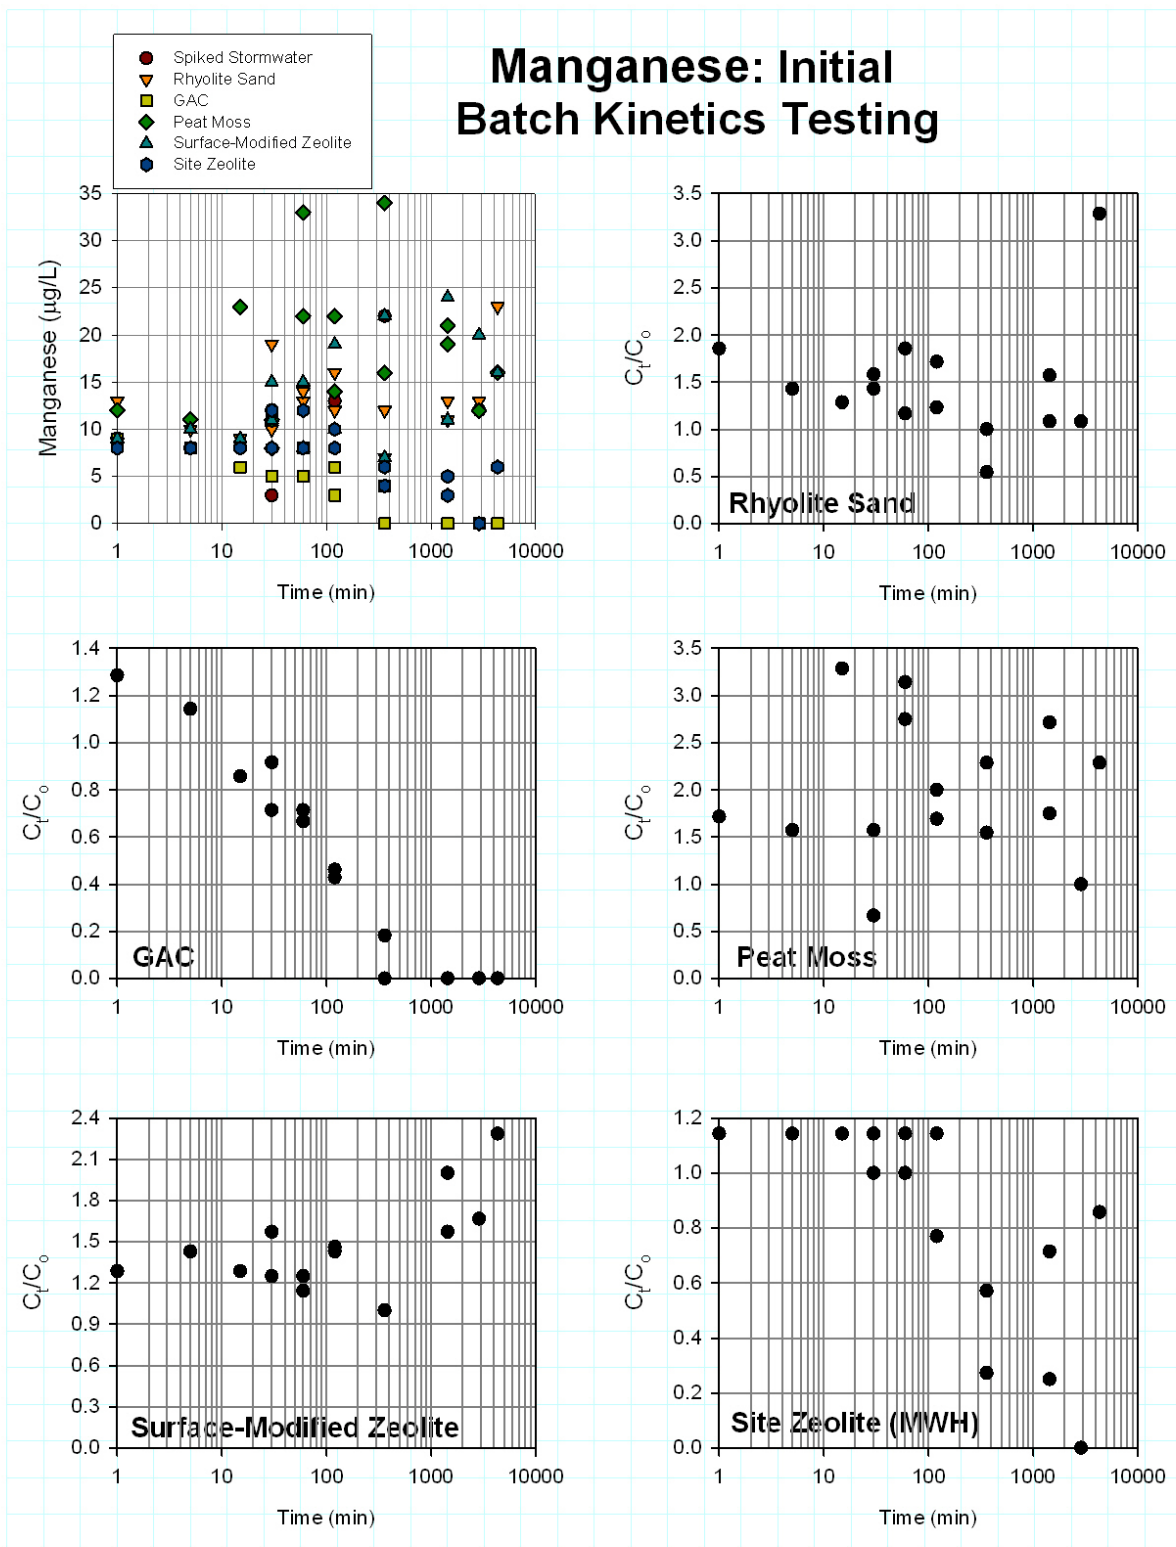 Manganese: Initial
Batch Kinetics Testing
Spiked Stormwater
Rhyolite Sand
GAC
Peat Moss
Surface-Modified Zeolite
Site Zeolite
Manganese (µg/L)
35
30
25
20
15
10
5
0
1 10 100 1000 10000
Time (min)
Ct/Co
3.5
3.0
2.5
2.0
1.5
1.0
0.5
0.0
Rhyolite Sand
1 10 100 1000 10000
Time (min)
Ct/Co
1.4
1.2
1.0
0.8
0.6
0.4
0.2
0.0
GAC
1 10 100 1000 10000
Time (min)
Ct/Co
3.5
3.0
2.5
2.0
1.5
1.0
0.5
0.0
Peat Moss
1 10 100 1000 10000
Time (min)
Ct/Co
2.4
2.1
1.8
1.5
1.2
0.9
0.6
0.3
0.0
Surface-Modified Zeolite
1 10 100 1000 10000
Time (min)
Ct/Co
1.2
1.0
0.8
0.6
0.4
0.2
0.0
Site Zeolite (MWH)
1 10 100 1000 10000
Time (min)